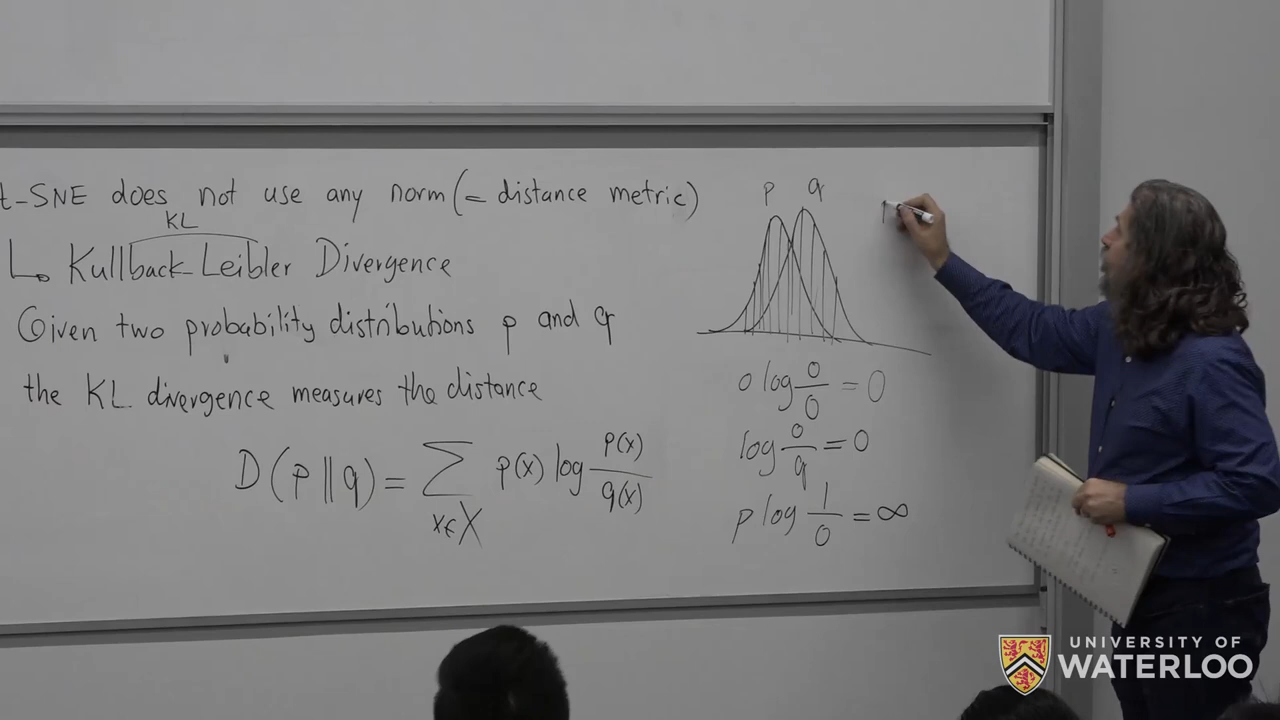 t-SNE does not use any norm (= distance metric)
KL
↳ Kullback-Leibler Divergence
Given two probability distributions p and q
the KL divergence measures the distance
D(p||q) = ∑ p(x) log p(x)/q(x)
x∈X
p q
0 log 0/0 = 0
log 0/q = 0
p log 1/0 = ∞
UNIVERSITY OF
WATERLOO